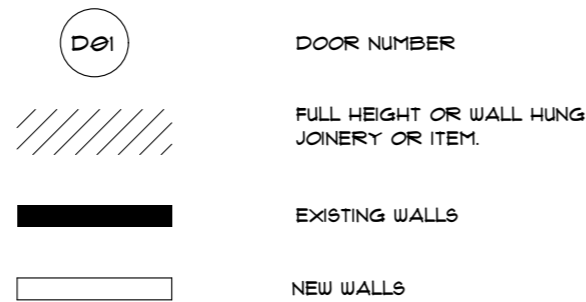 D01
DOOR NUMBER
FULL HEIGHT OR WALL HUNG
JOINERY OR ITEM.
EXISTING WALLS
NEW WALLS